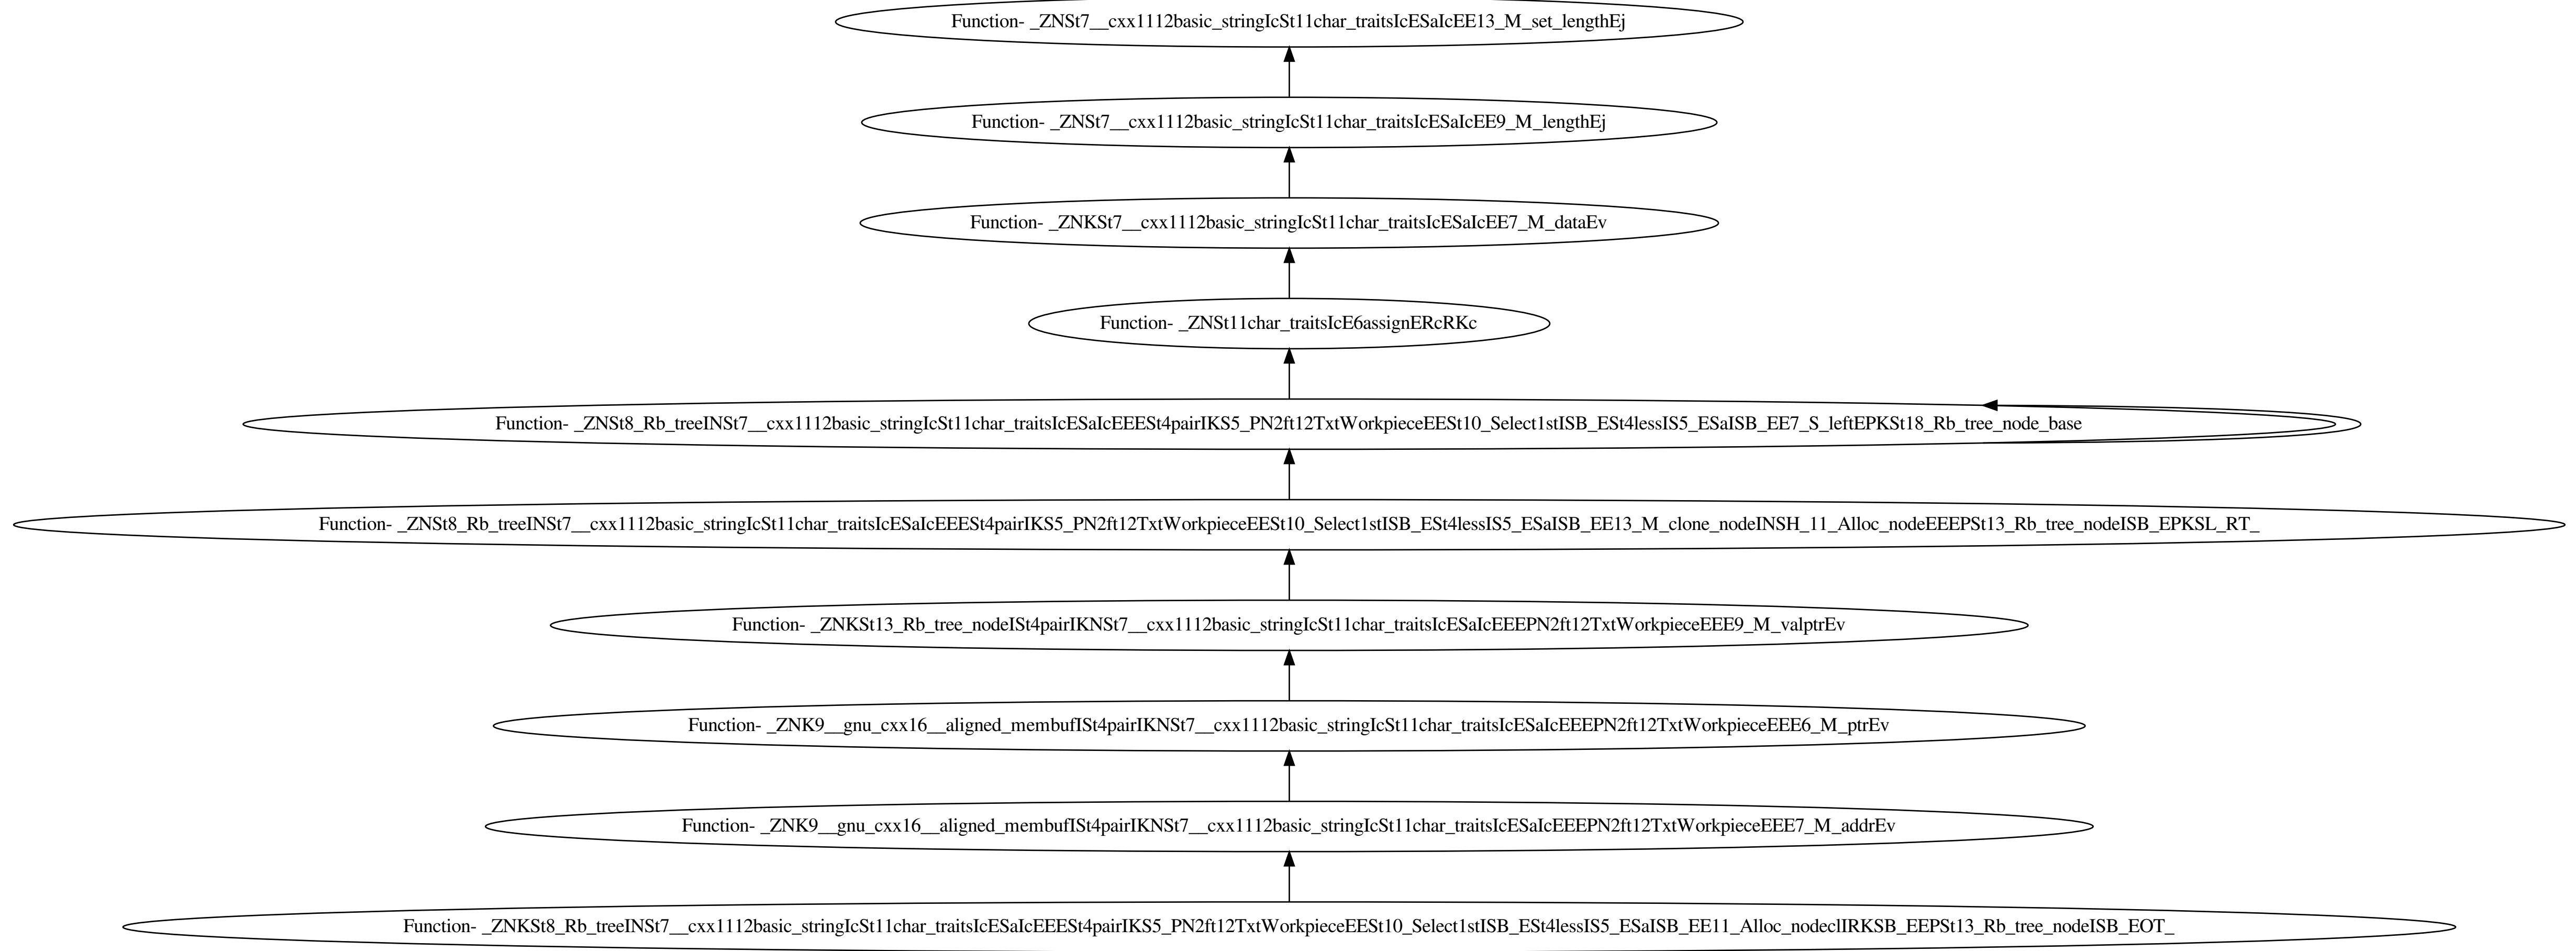 Function- _ZNSt7__cxx1112basic_stringIcSt11char_traitsIcESaIcEE13_M_set_lengthEj
Function- _ZNSt7__cxx1112basic_stringIcSt11char_traitsIcESaIcEE9_M_lengthEj
Function- _ZNKSt7__cxx1112basic_stringIcSt11char_traitsIcESaIcEE7_M_dataEv
Function- _ZNSt11char_traitsIcE6assignERcRKc
Function- _ZNSt8_Rb_treeINSt7__cxx1112basic_stringIcSt11char_traitsIcESaIcEEESt4pairIKS5_PN2ft12TxtWorkpieceEESt10_Select1stISB_ESt4lessIS5_ESaISB_EE7_S_leftEPKSt18_Rb_tree_node_base
Function- _ZNSt8_Rb_treeINSt7__cxx1112basic_stringIcSt11char_traitsIcESaIcEEESt4pairIKS5_PN2ft12TxtWorkpieceEESt10_Select1stISB_ESt4lessIS5_ESaISB_EE13_M_clone_nodeINSH_11_Alloc_nodeEEEPSt13_Rb_tree_nodeISB_EPKSL_RT_
Function- _ZNKSt13_Rb_tree_nodeISt4pairIKNSt7__cxx1112basic_stringIcSt11char_traitsIcESaIcEEEPN2ft12TxtWorkpieceEEE9_M_valptrEv
Function- _ZNK9__gnu_cxx16__aligned_membufISt4pairIKNSt7__cxx1112basic_stringIcSt11char_traitsIcESaIcEEEPN2ft12TxtWorkpieceEEE6_M_ptrEv
Function- _ZNK9__gnu_cxx16__aligned_membufISt4pairIKNSt7__cxx1112basic_stringIcSt11char_traitsIcESaIcEEEPN2ft12TxtWorkpieceEEE7_M_addrEv
Function- _ZNKSt8_Rb_treeINSt7__cxx1112basic_stringIcSt11char_traitsIcESaIcEEESt4pairIKS5_PN2ft12TxtWorkpieceEESt10_Select1stISB_ESt4lessIS5_ESaISB_EE11_Alloc_nodeclIRKSB_EEPSt13_Rb_tree_nodeISB_EOT_